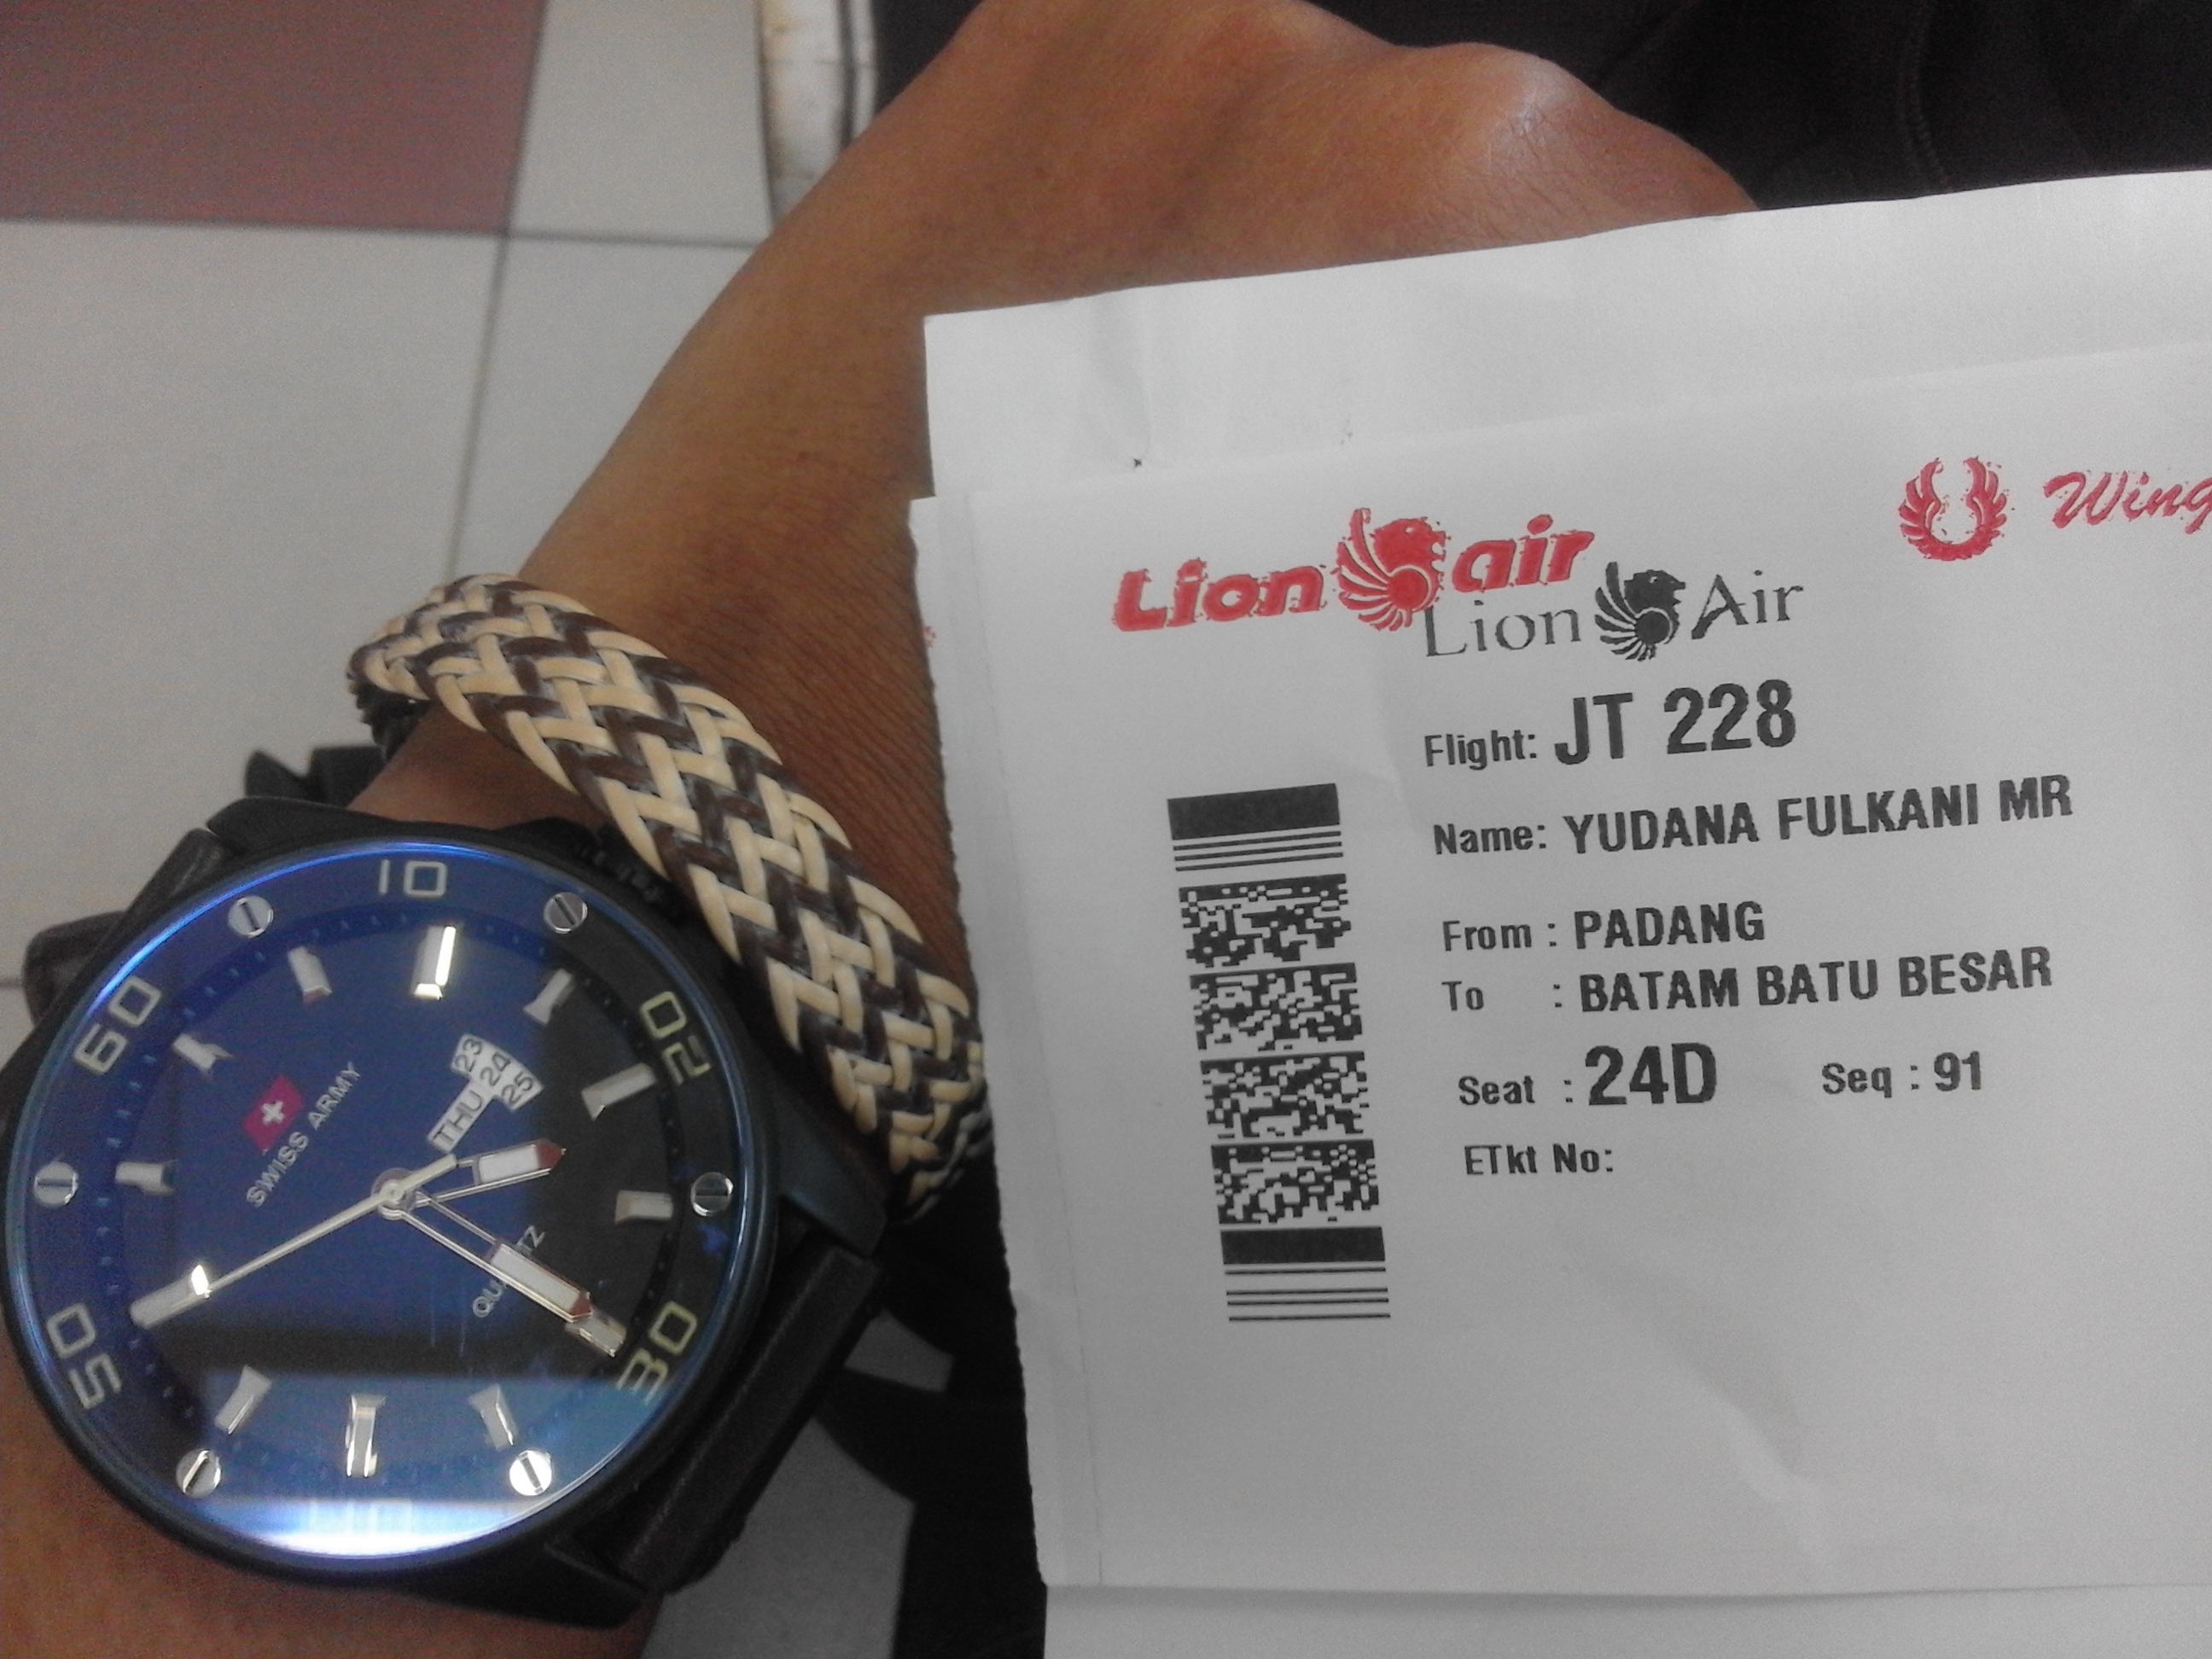 Lion air
Wing
Lion Air
Flight: JT 228
Name: YUDANA FULKANI MR
From : PADANG
To : BATAM BATU BESAR
Seat : 24D Seq : 91
ETkt No:
10
20
30
50
60
23
THU 24
25
SWISS ARMY